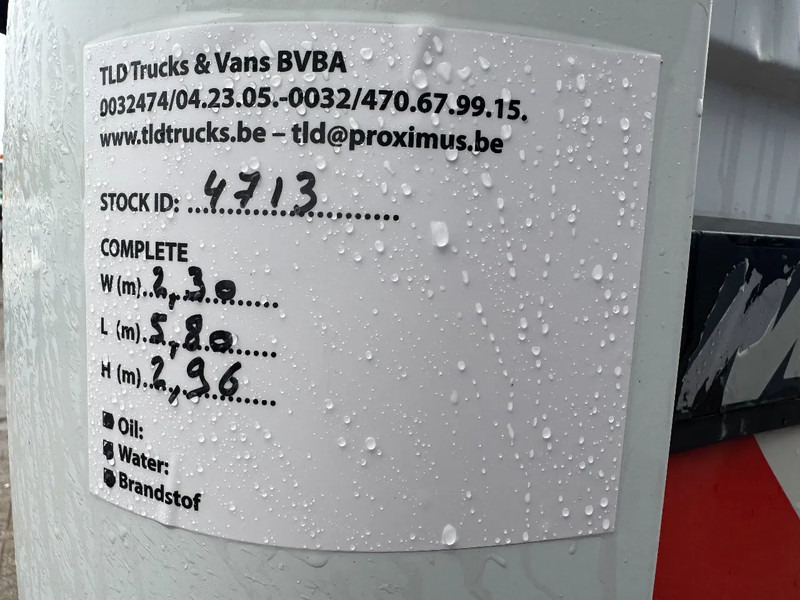 TLD Trucks & Vans BVBA
0032474/04.23.05.-0032/470.67.99.15.
www.tldtrucks.be – tld@proximus.be
STOCK ID: 4713
COMPLETE
W (m) 2,30
L (m) 5,80
H (m) 2,96
Oil:
Water:
Brandstof